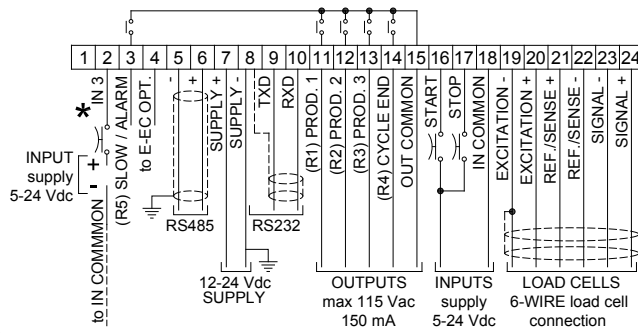 1 2 3 4 5 6 7 8 9 10 11 12 13 14 15 16 17 18 19 20 21 22 23 24
*
IN 3
(R5) SLOW / ALARM
to E-EC OPT.
-
+
SUPPLY +
SUPPLY -
TXD
RXD
(R1) PROD. 1
(R2) PROD. 2
(R3) PROD. 3
(R4) CYCLE END
OUT COMMON
START
STOP
IN COMMON
EXCITATION -
EXCITATION +
REF./SENSE +
REF./SENSE -
SIGNAL -
SIGNAL +
INPUT
supply
5-24 Vdc
+
-
to IN COMMMON
RS485
RS232
12-24 Vdc
SUPPLY
OUTPUTS
max 115 Vac
150 mA
INPUTS
supply
5-24 Vdc
LOAD CELLS
6-WIRE load cell
connection